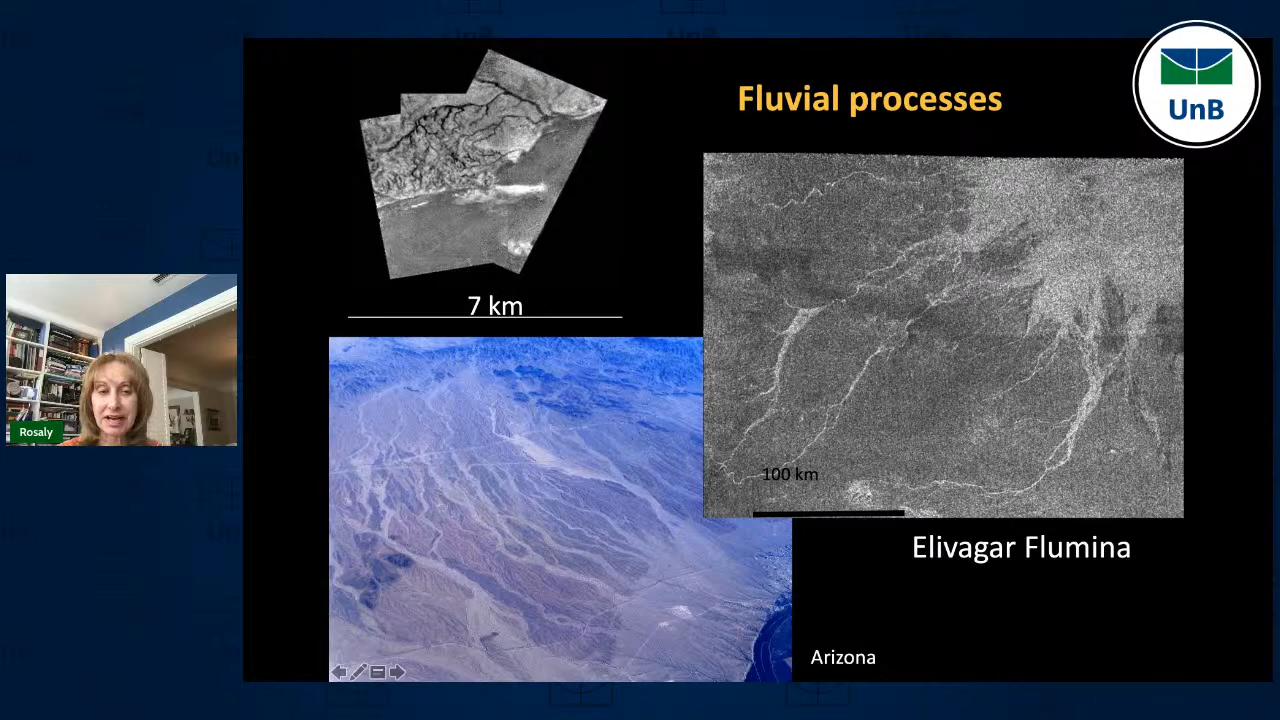 Fluvial processes
UnB
7 km
100 km
Elivagar Flumina
Arizona
Rosaly